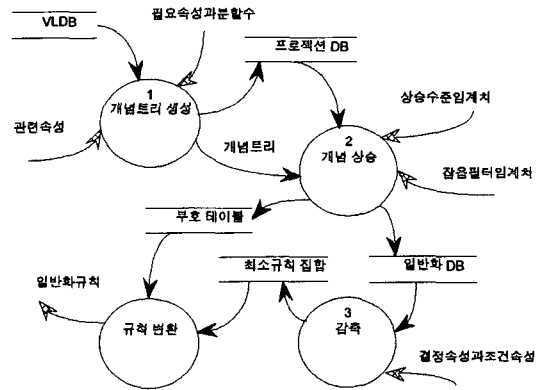 VLDB
필요속성과분할수
프로젝션 DB
1
개념트리 생성
상승수준임계치
관련속성
개념트리
2
개념 상승
잡음필터임계치
부호 테이블
일반화규칙
최소규칙 집합
일반화 DB
규칙 변환
3
감축
결정속성과조건속성